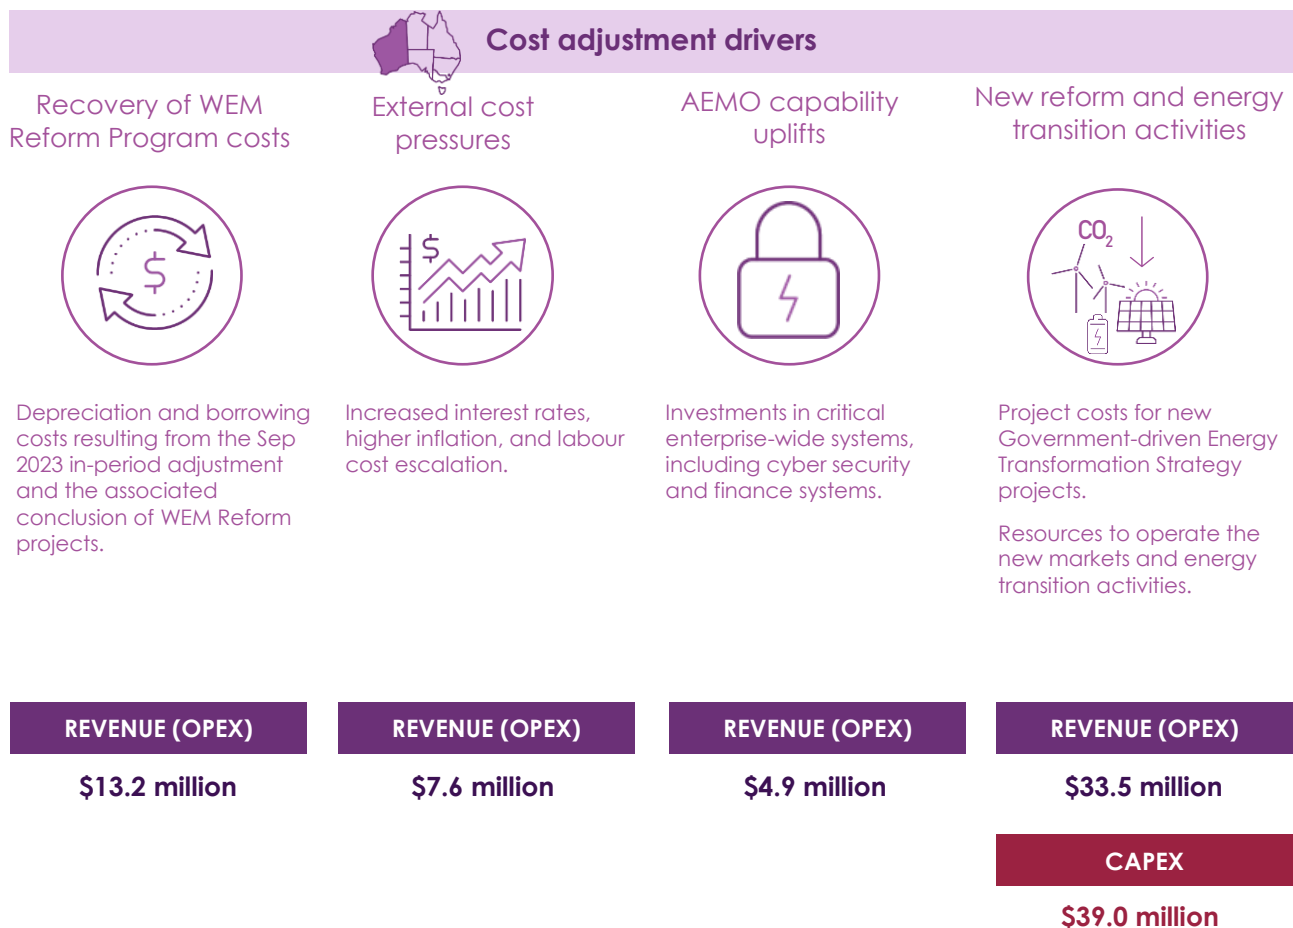 Cost adjustment drivers
Recovery of WEM
Reform Program costs
External cost
pressures
AEMO capability
uplifts
New reform and energy
transition activities
$
$
CO2
Depreciation and borrowing
costs resulting from the Sep
2023 in-period adjustment
and the associated
conclusion of WEM Reform
projects.
Increased interest rates,
higher inflation, and labour
cost escalation.
Investments in critical
enterprise-wide systems,
including cyber security
and finance systems.
Project costs for new
Government-driven Energy
Transformation Strategy
projects.
Resources to operate the
new markets and energy
transition activities.
REVENUE (OPEX)
$13.2 million
REVENUE (OPEX)
$7.6 million
REVENUE (OPEX)
$4.9 million
REVENUE (OPEX)
$33.5 million
CAPEX
$39.0 million